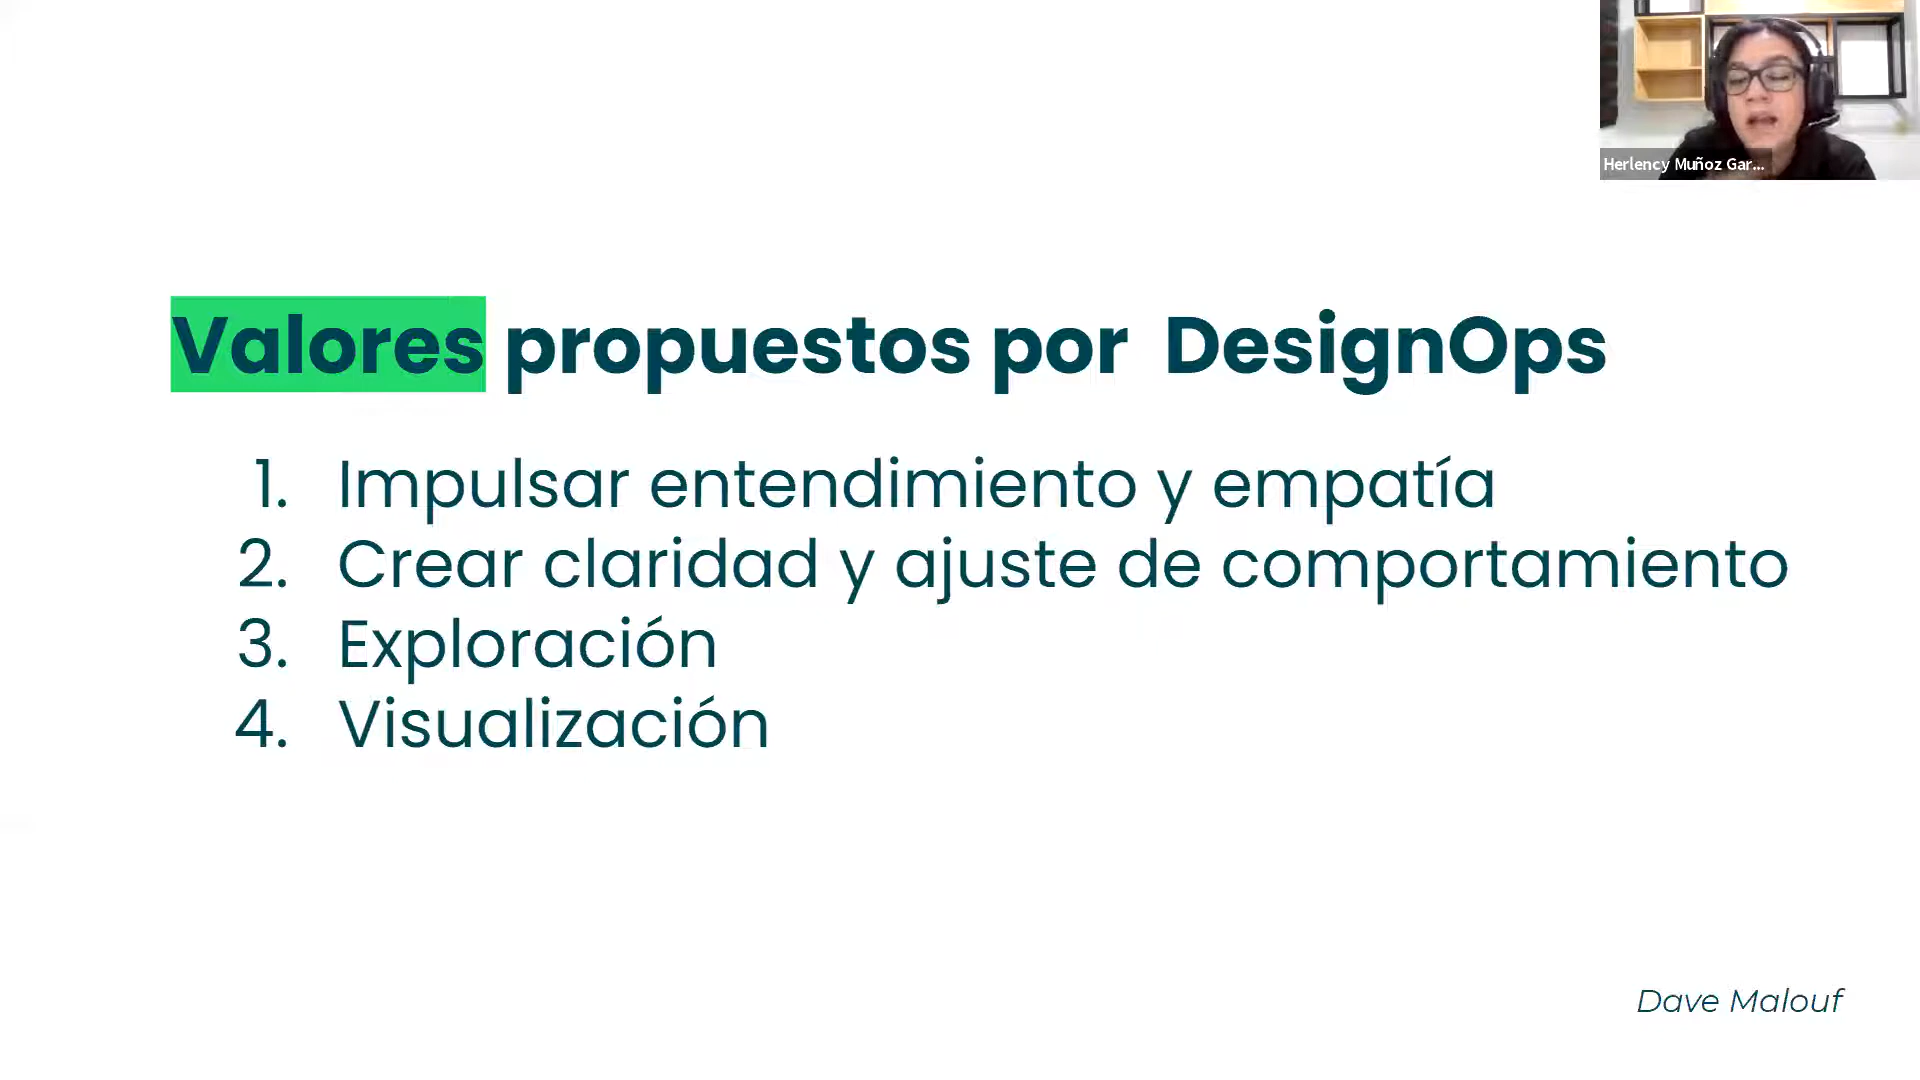 Herlency Muñoz Gar...
Valores propuestos por DesignOps
1. Impulsar entendimiento y empatía
2. Crear claridad y ajuste de comportamiento
3. Exploración
4. Visualización
Dave Malouf